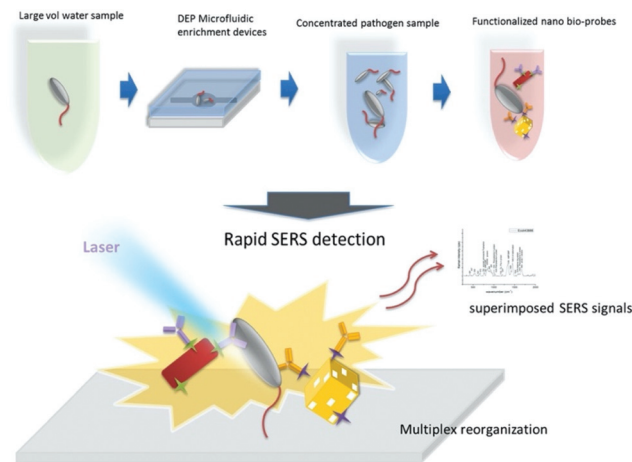 Large vol water sample
DEP Microfluidic
enrichment devices
Concentrated pathogen sample
Functionalized nano bio-probes
Rapid SERS detection
Laser
superimposed SERS signals
Multiplex reorganization